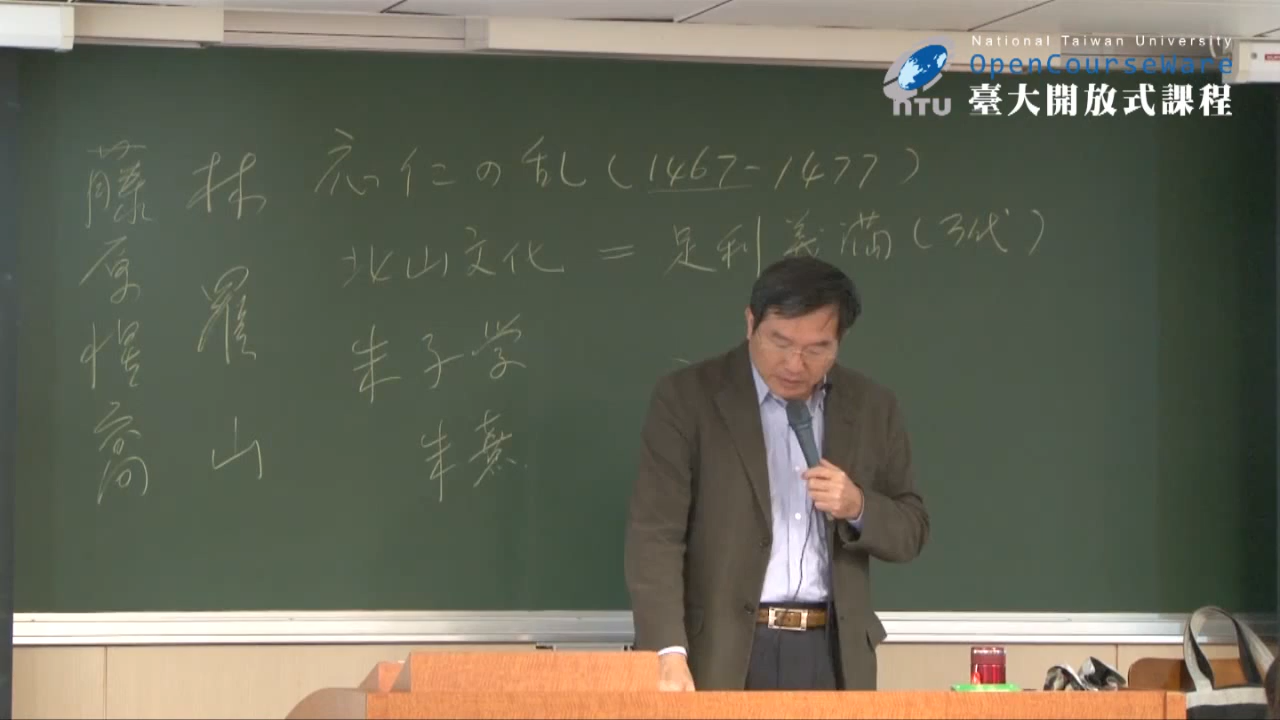 National Taiwan University
OpenCourseWare
臺大開放式課程
NTU
応仁の乱(1467-1477)
北山文化 = 足利義満(3代)
朱子学
朱熹
林羅山
藤原惺窩